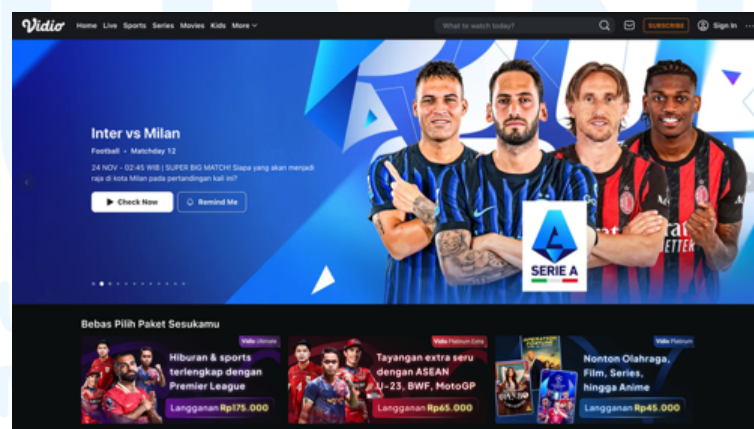 Vidio
Home Live Sports Series Movies Kids More
What to watch today?
SUBSCRIBE
Sign In
Inter vs Milan
Football • Matchday 12
24 NOV - 02:45 WIB | SUPER BIG MATCH! Siapa yang akan menjadi
raja di kota Milan pada pertandingan kali ini?
Check Now
Remind Me
SERIE A
Bebas Pilih Paket Sesukamu
Vidio Ultimate
Hiburan & sports
terlengkap dengan
Premier League
Langganan Rp175.000
Vidio Platinum Extra
Tayangan extra seru
dengan ASEAN
U-23, BWF, MotoGP
Langganan Rp65.000
Vidio Platinum
Nonton Olahraga,
Film, Series,
hingga Anime
Langganan Rp45.000